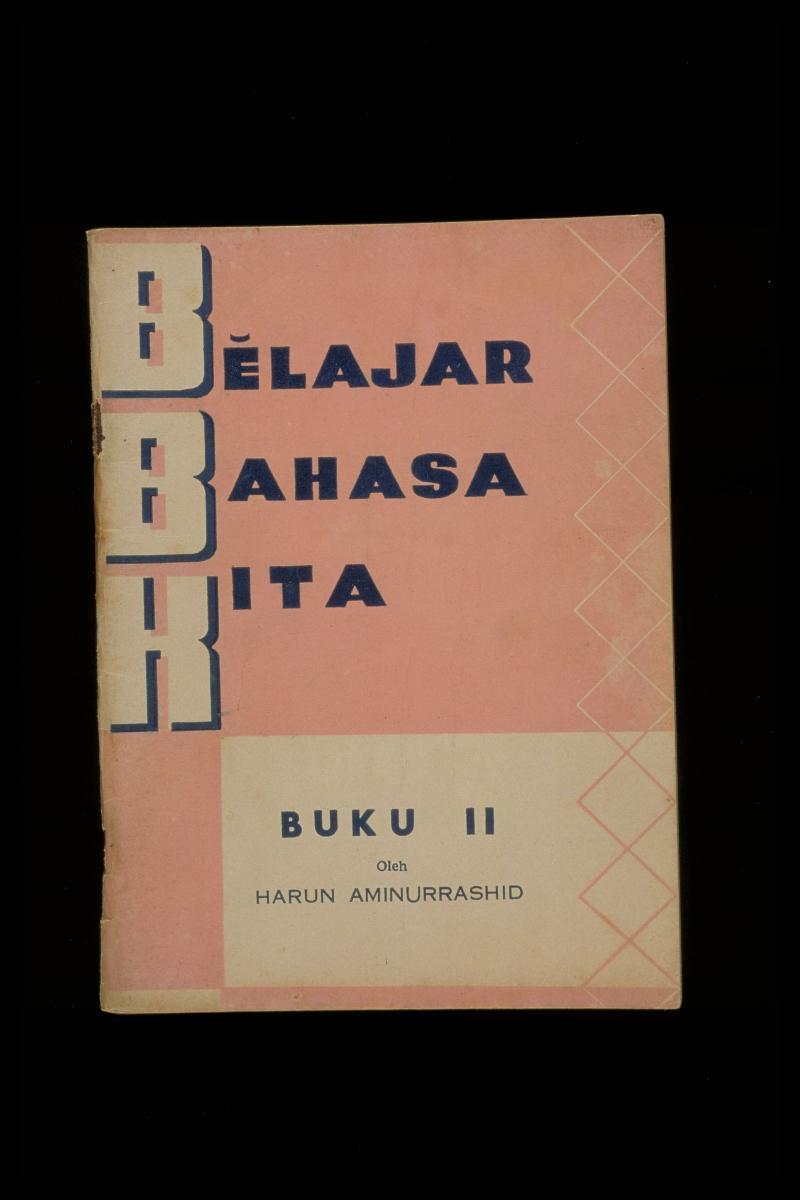 BĔLAJAR
BAHASA
KITA
BUKU II
Oleh
HARUN AMINURRASHID